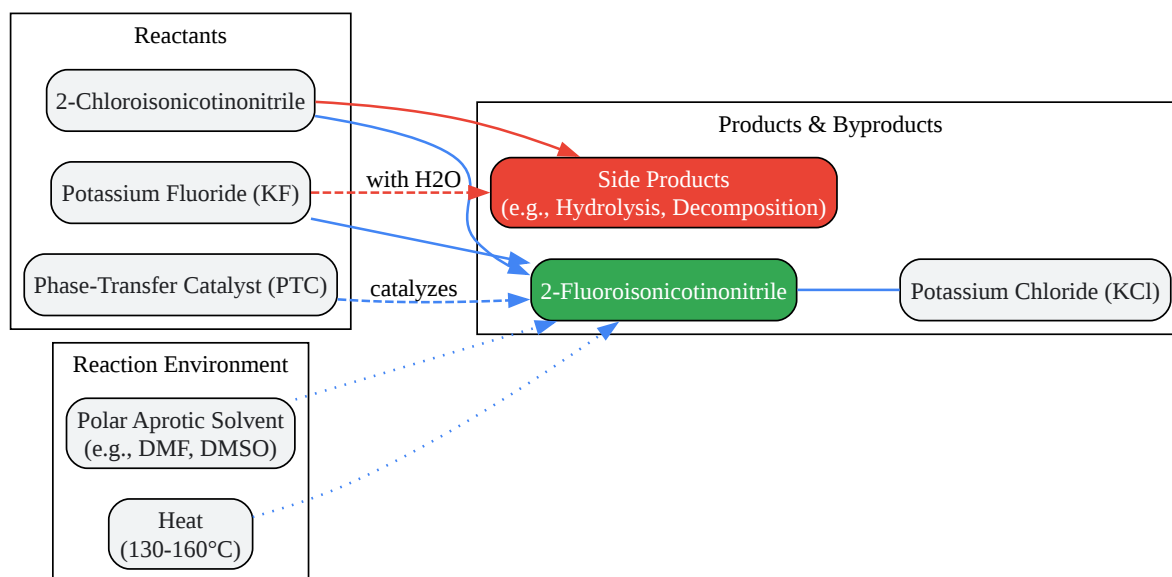 Reactants
2-Chloroisonicotinonitrile
Potassium Fluoride (KF)
Phase-Transfer Catalyst (PTC)
with H2O
catalyzes
Products & Byproducts
Side Products
(e.g., Hydrolysis, Decomposition)
2-Fluoroisonicotinonitrile
Potassium Chloride (KCl)
Reaction Environment
Polar Aprotic Solvent
(e.g., DMF, DMSO)
Heat
(130-160°C)